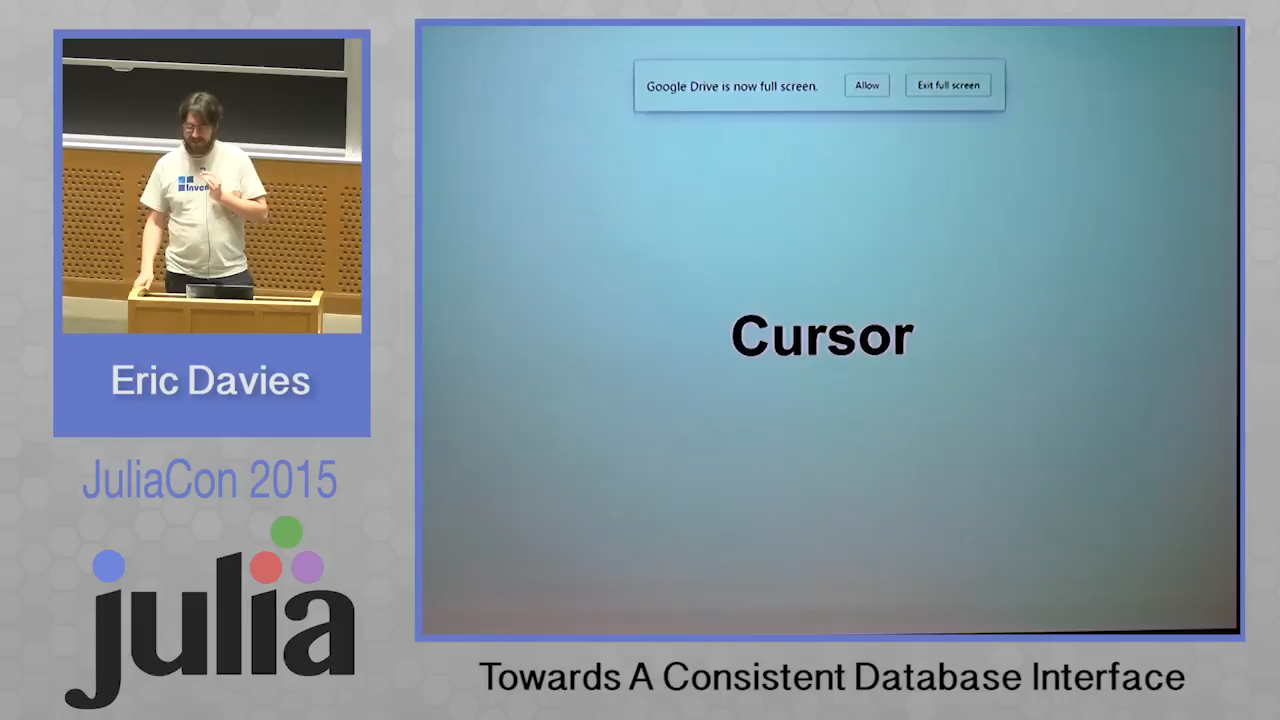 Google Drive is now full screen.
Allow
Exit full screen
Cursor
Eric Davies
JuliaCon 2015
julia
Towards A Consistent Database Interface